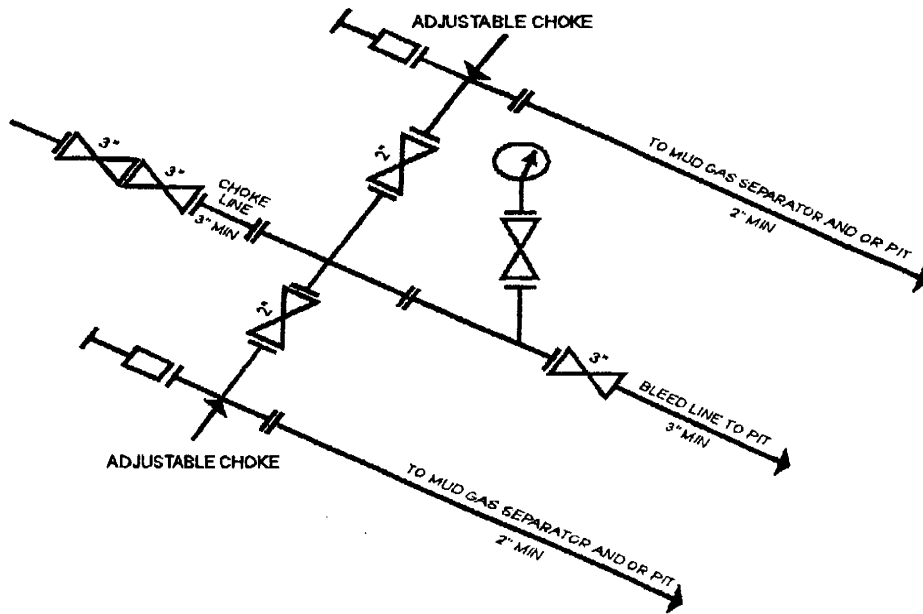 ADJUSTABLE CHOKE
3"
3"
2"
CHOKE
LINE
3" MIN
TO MUD GAS SEPARATOR AND OR PIT
2" MIN
2"
3"
BLEED LINE TO PIT
3" MIN
ADJUSTABLE CHOKE
TO MUD GAS SEPARATOR AND OR PIT
2" MIN